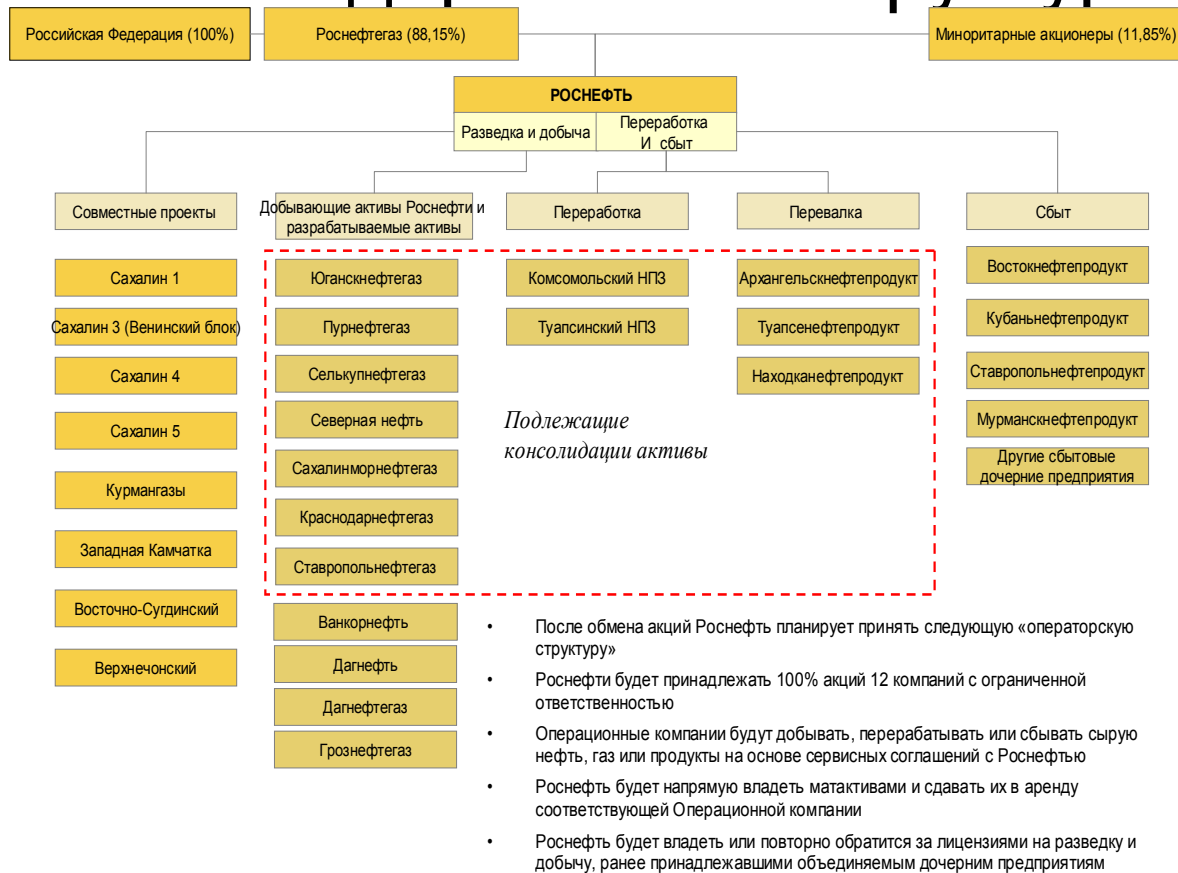 Российская Федерация (100%)
Роснефтегаз (88,15%)
Миноритарные акционеры (11,85%)
РОСНЕФТЬ
Разведка и добыча
Переработка
И сбыт
Совместные проекты
Добывающие активы Роснефти и
разрабатываемые активы
Переработка
Перевалка
Сбыт
Сахалин 1
Сахалин 3 (Венинский блок)
Сахалин 4
Сахалин 5
Курмангазы
Западная Камчатка
Восточно-Сугдинский
Верхнечонский
Юганскнефтегаз
Пурнефтегаз
Селькупнефтегаз
Северная нефть
Сахалинморнефтегаз
Краснодарнефтегаз
Ставропольнефтегаз
Ванкорнефть
Дагнефть
Дагнефтегаз
Грознефтегаз
Комсомольский НПЗ
Туапсинский НПЗ
Архангельскнефтепродукт
Туапсенефтепродукт
Находканефтепродукт
Востокнефтепродукт
Кубаньнефтепродукт
Ставропольнефтепродукт
Мурманскнефтепродукт
Другие сбытовые
дочерние предприятия
Подлежащие
консолидации активы
• После обмена акций Роснефть планирует принять следующую «операторскую
структуру»
• Роснефти будет принадлежать 100% акций 12 компаний с ограниченной
ответственностью
• Операционные компании будут добывать, перерабатывать или сбывать сырую
нефть, газ или продукты на основе сервисных соглашений с Роснефтью
• Роснефть будет напрямую владеть матактивами и сдавать их в аренду
соответствующей Операционной компании
• Роснефть будет владеть или повторно обратится за лицензиями на разведку и
добычу, ранее принадлежавшими объединяемым дочерним предприятиям